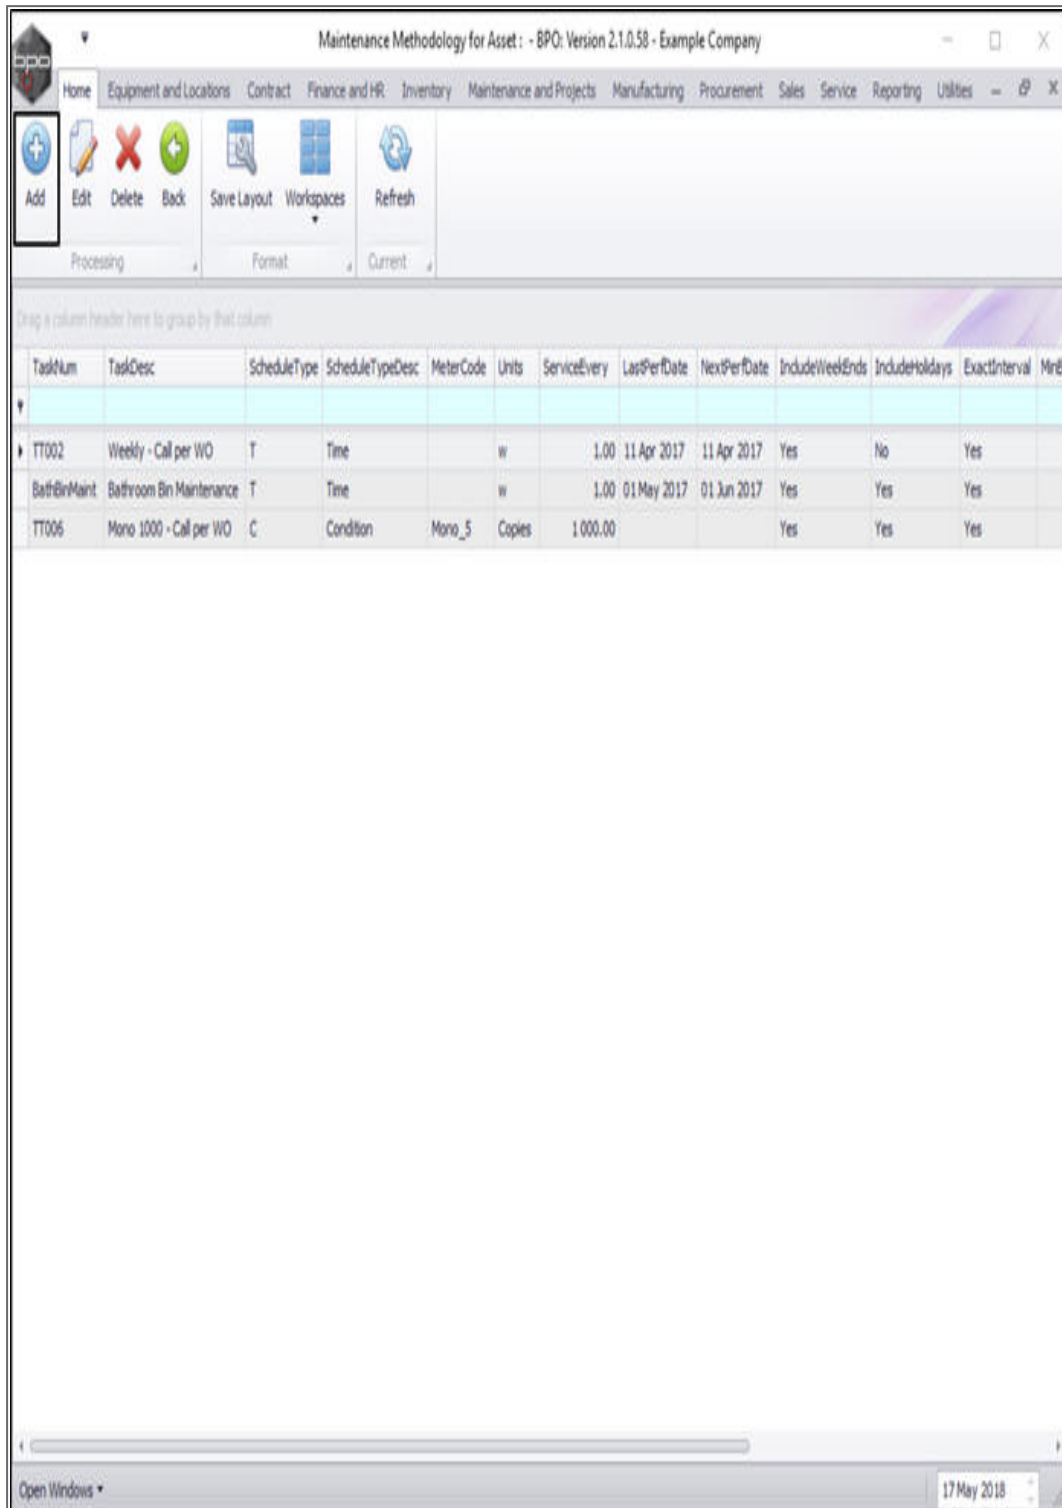 Maintenance Methodology for Asset : - BPO: Version 2.1.0.58 - Example Company
bpo
Home Equipment and Locations Contract Finance and HR Inventory Maintenance and Projects Manufacturing Procurement Sales Service Reporting Utilities
Add Edit Delete Back Save Layout Workspaces Refresh
Processing Format Current
Drag a column header here to group by that column
TaskNum TaskDesc ScheduleType ScheduleTypeDesc MeterCode Units ServiceEvery LastPerfDate NextPerfDate IncludeWeekEnds IncludeHolidays ExactInterval
TT002 Weekly - Call per WO T Time w 1.00 11 Apr 2017 11 Apr 2017 Yes No Yes
BathBinMaint Bathroom Bin Maintenance T Time w 1.00 01 May 2017 01 Jun 2017 Yes Yes Yes
TT006 Mono 1000 - Call per WO C Condition Mono_5 Copies 1 000.00 Yes Yes Yes
Open Windows 17 May 2018